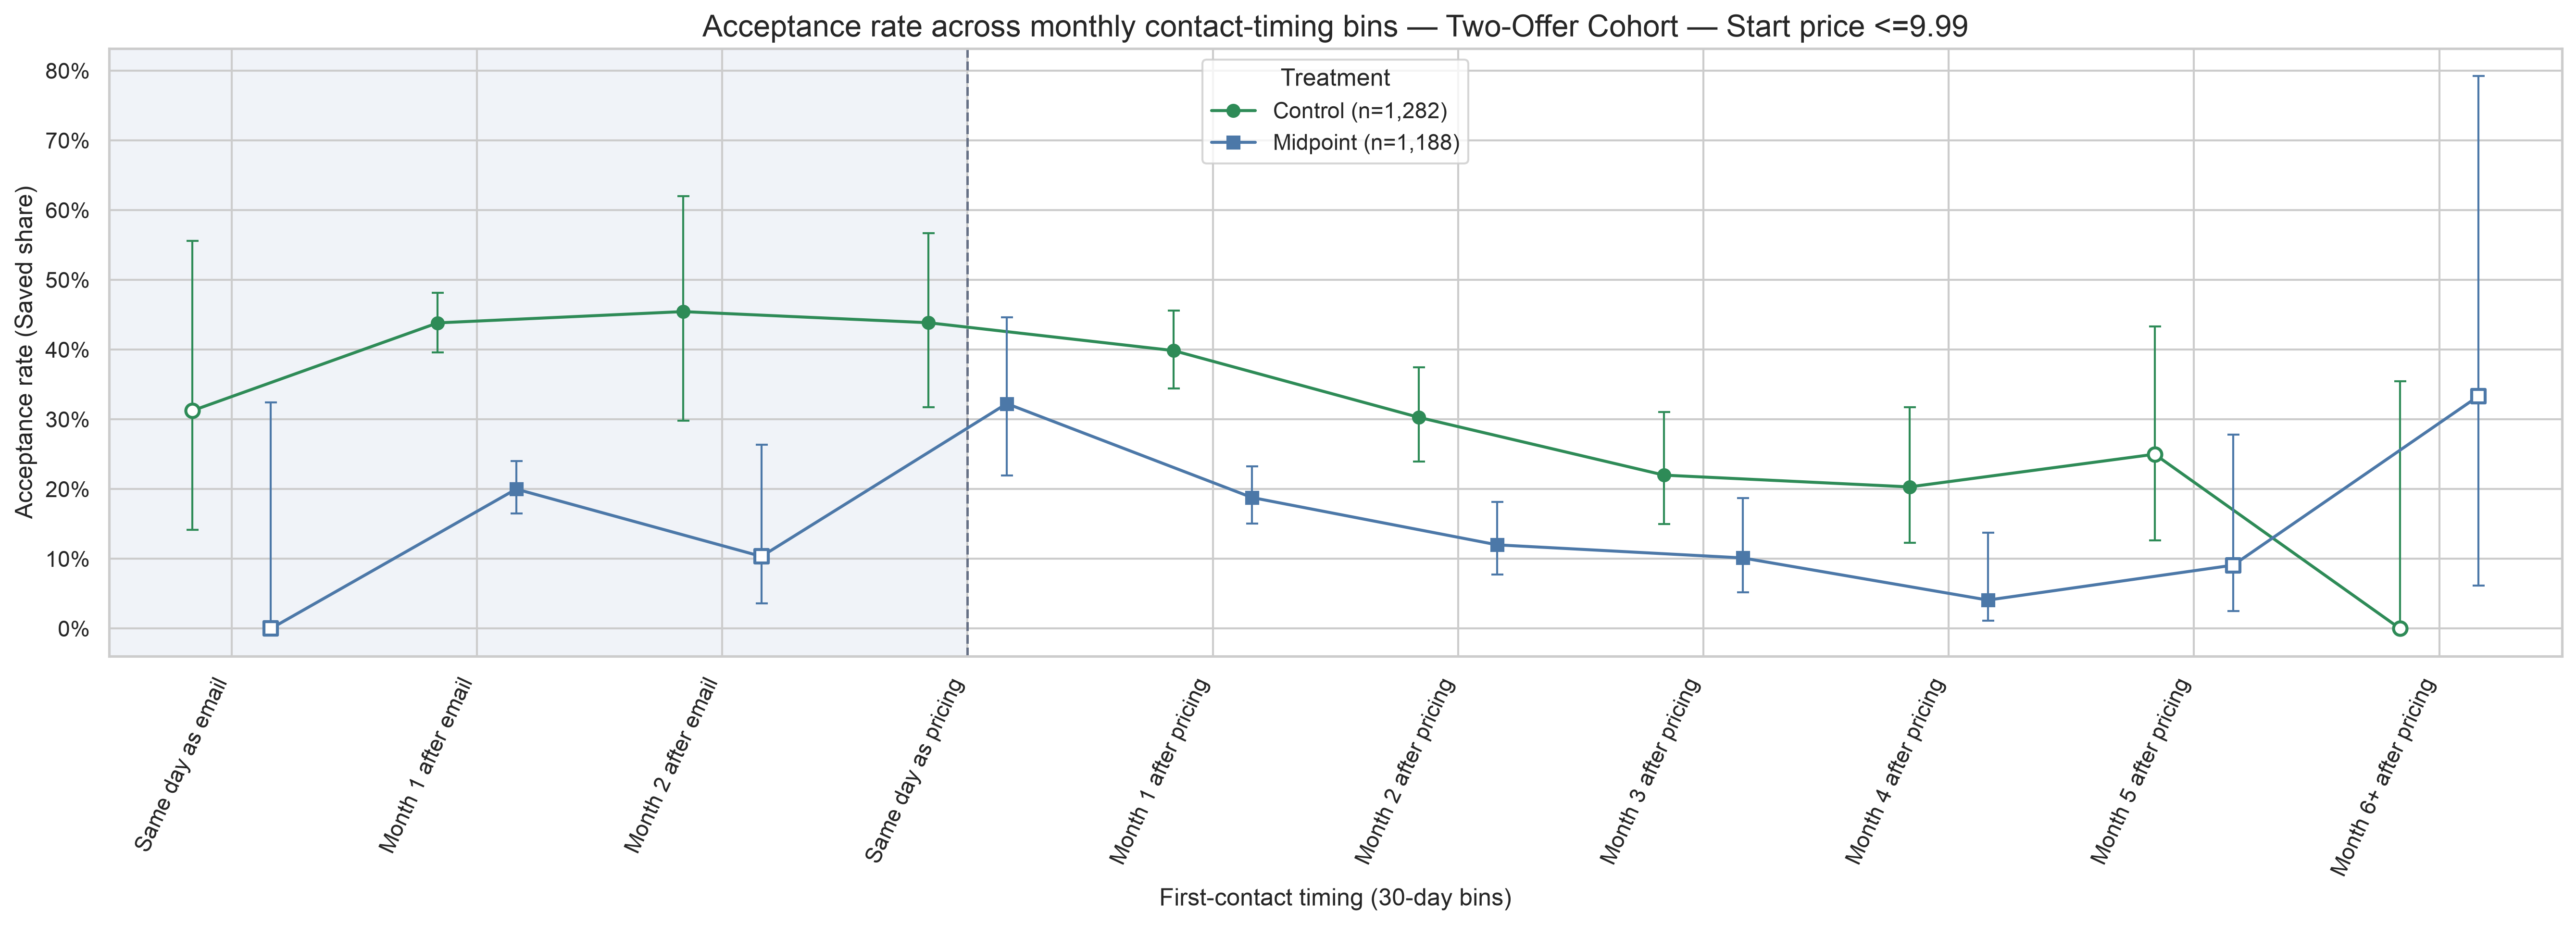 Acceptance rate across monthly contact-timing bins — Two-Offer Cohort — Start price <=9.99
Acceptance rate (Saved share)
80%
70%
60%
50%
40%
30%
20%
10%
0%
Treatment
Control (n=1,282)
Midpoint (n=1,188)
Same day as email
Month 1 after email
Month 2 after email
Same day as pricing
Month 1 after pricing
Month 2 after pricing
Month 3 after pricing
Month 4 after pricing
Month 5 after pricing
Month 6+ after pricing
First-contact timing (30-day bins)